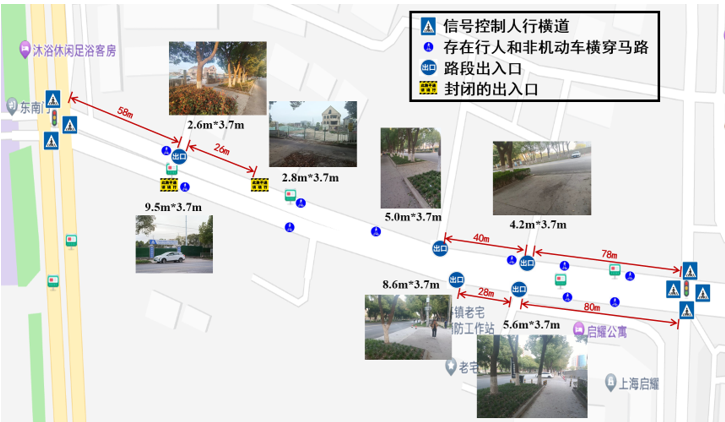 信号控制人行横道
存在行人和非机动车横穿马路
出口 路段出入口
封闭的出入口
沐浴休闲足浴客房
东南门
58m
2.6m*3.7m
出口
26m
2.8m*3.7m
9.5m*3.7m
5.0m*3.7m
4.2m*3.7m
出口
40m
出口
78m
8.6m*3.7m
出口
28m
出口
80m
镇老宅
防工作站
5.6m*3.7m
启耀公寓
老宅
上海启耀